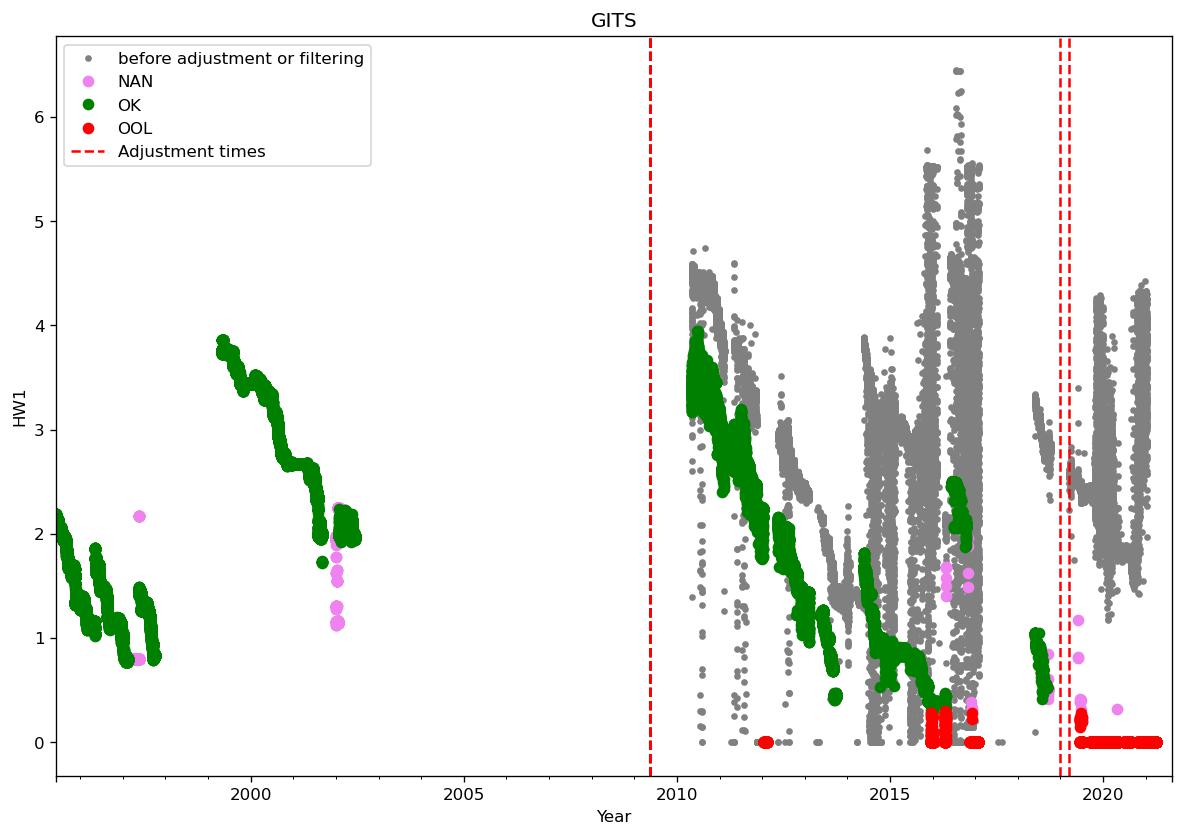 GITS
before adjustment or filtering
NAN
OK
OOL
Adjustment times
HW1
6
5
4
3
2
1
0
2000 2005 2010 2015 2020
Year